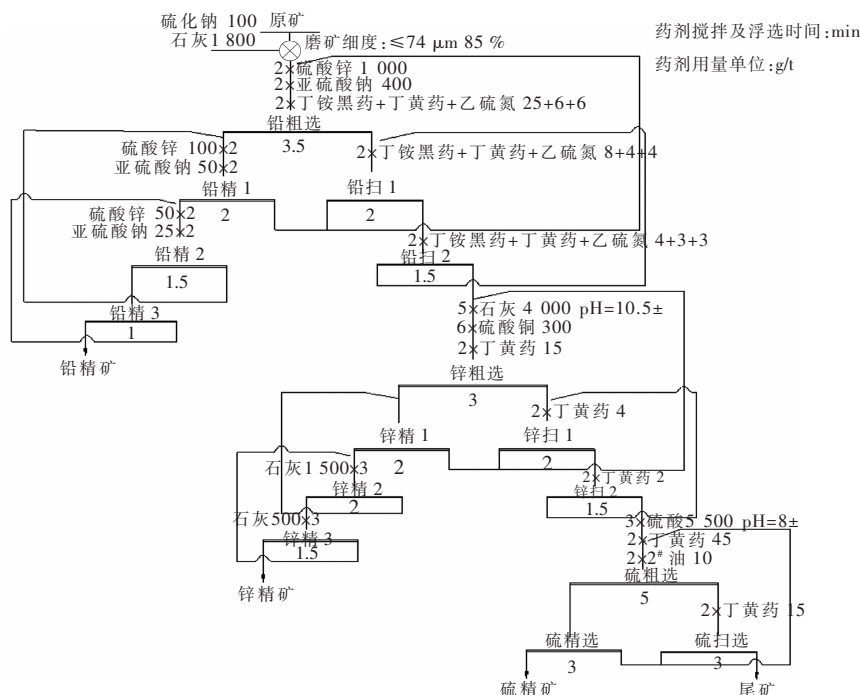 硫化钠 100 原矿
石灰1 800
磨矿细度：≤74 μm 85 %
药剂搅拌及浮选时间：min
药剂用量单位：g/t
2 硫酸锌 1 000
2 亚硫酸钠 400
2 丁铵黑药+丁黄药+乙硫氮 25+6+6
铅粗选
3.5
硫酸锌 100 2
亚硫酸钠 50 2
2 丁铵黑药+丁黄药+乙硫氮 8+4+4
铅精 1
铅扫 1
2
2
硫酸锌 50 2
亚硫酸钠 25 2
2 丁铵黑药+丁黄药+乙硫氮 4+3+3
铅精 2
铅扫 2
1.5
1.5
铅精 3
1
铅精矿
5 石灰 4 000 pH=10.5±
6 硫酸铜 300
2 丁黄药 15
锌粗选
3
2 丁黄药 4
锌精 1
锌扫 1
石灰1 500 3
2
2
2 丁黄药 2
锌精 2
锌扫 2
2
1.5
石灰500 3
3 硫酸5 500 pH=8±
锌精 3
1.5
2 丁黄药 45
2 2# 油 10
锌精矿
硫粗选
5
2 丁黄药 15
硫精选
硫扫选
3
3
硫精矿
尾矿